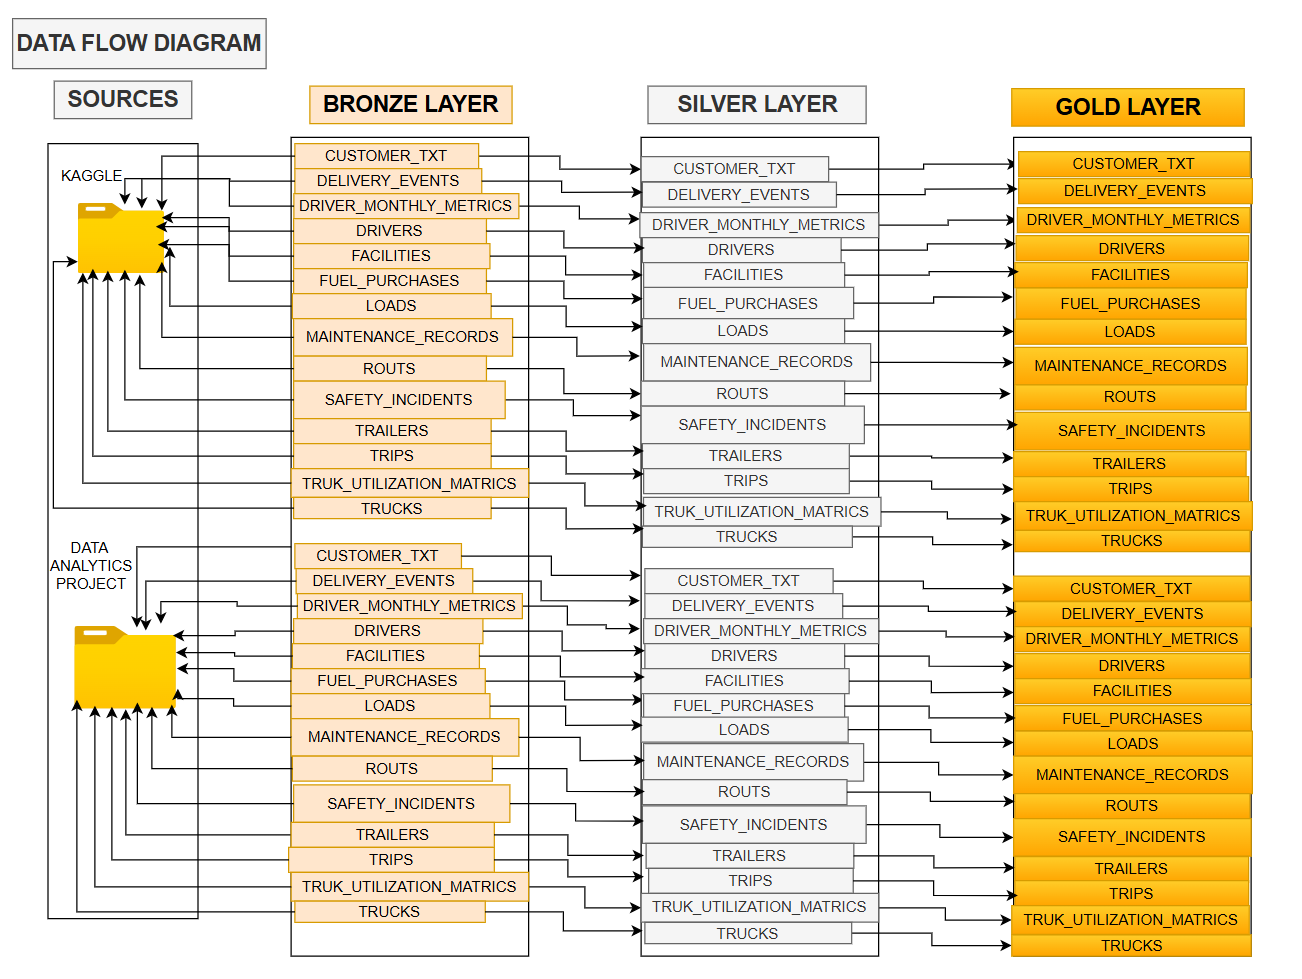 DATA FLOW DIAGRAM
SOURCES
BRONZE LAYER
SILVER LAYER
GOLD LAYER
KAGGLE
DATA
ANALYTICS
PROJECT
CUSTOMER_TXT
DELIVERY_EVENTS
DRIVER_MONTHLY_METRICS
DRIVERS
FACILITIES
FUEL_PURCHASES
LOADS
MAINTENANCE_RECORDS
ROUTS
SAFETY_INCIDENTS
TRAILERS
TRIPS
TRUK_UTILIZATION_MATRICS
TRUCKS
CUSTOMER_TXT
DELIVERY_EVENTS
DRIVER_MONTHLY_METRICS
DRIVERS
FACILITIES
FUEL_PURCHASES
LOADS
MAINTENANCE_RECORDS
ROUTS
SAFETY_INCIDENTS
TRAILERS
TRIPS
TRUK_UTILIZATION_MATRICS
TRUCKS
CUSTOMER_TXT
DELIVERY_EVENTS
DRIVER_MONTHLY_METRICS
DRIVERS
FACILITIES
FUEL_PURCHASES
LOADS
MAINTENANCE_RECORDS
ROUTS
SAFETY_INCIDENTS
TRAILERS
TRIPS
TRUK_UTILIZATION_MATRICS
TRUCKS
CUSTOMER_TXT
DELIVERY_EVENTS
DRIVER_MONTHLY_METRICS
DRIVERS
FACILITIES
FUEL_PURCHASES
LOADS
MAINTENANCE_RECORDS
ROUTS
SAFETY_INCIDENTS
TRAILERS
TRIPS
TRUK_UTILIZATION_MATRICS
TRUCKS
CUSTOMER_TXT
DELIVERY_EVENTS
DRIVER_MONTHLY_METRICS
DRIVERS
FACILITIES
FUEL_PURCHASES
LOADS
MAINTENANCE_RECORDS
ROUTS
SAFETY_INCIDENTS
TRAILERS
TRIPS
TRUK_UTILIZATION_MATRICS
TRUCKS
CUSTOMER_TXT
DELIVERY_EVENTS
DRIVER_MONTHLY_METRICS
DRIVERS
FACILITIES
FUEL_PURCHASES
LOADS
MAINTENANCE_RECORDS
ROUTS
SAFETY_INCIDENTS
TRAILERS
TRIPS
TRUK_UTILIZATION_MATRICS
TRUCKS